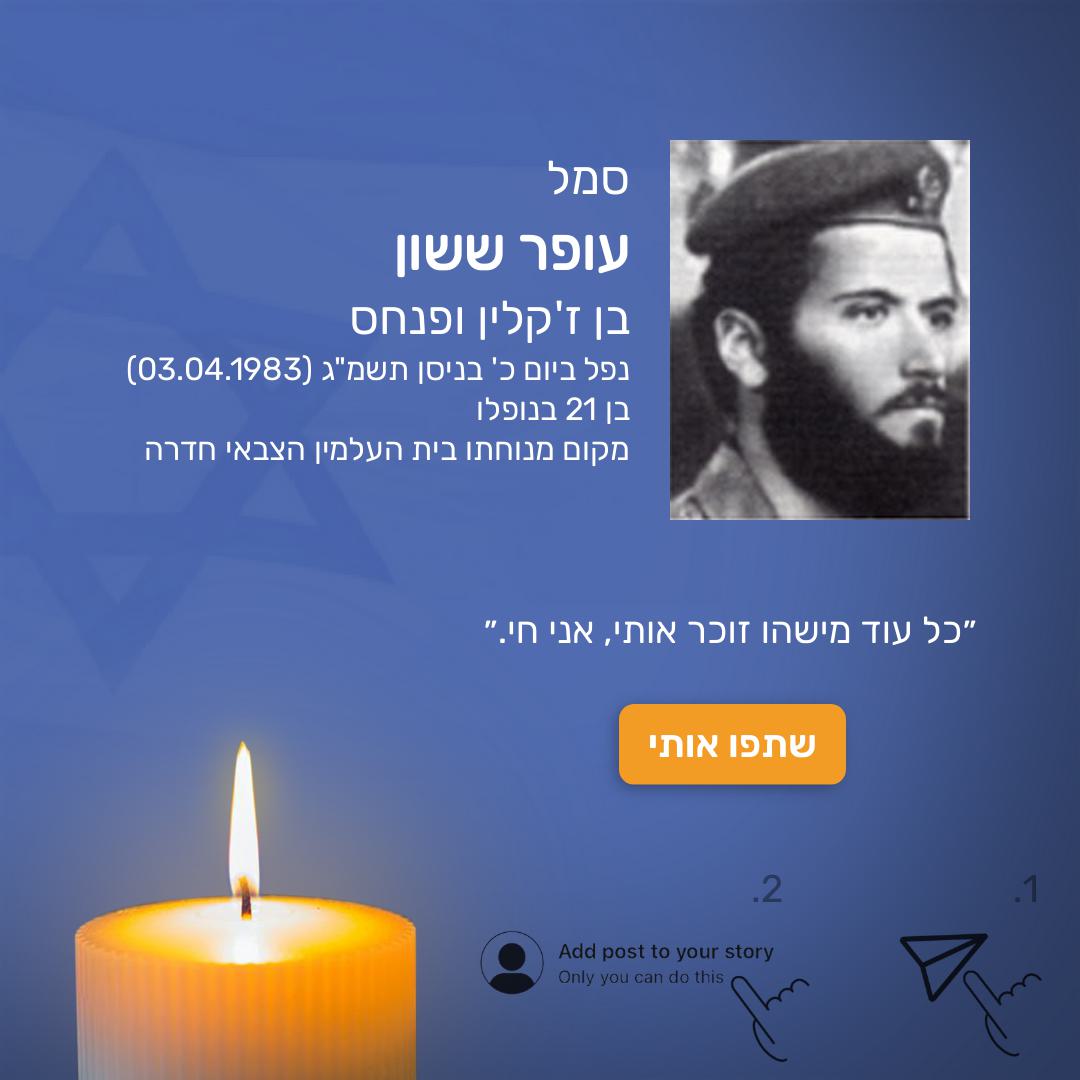 סמל
עופר ששון
בן ז'קלין ופנחס
נפל ביום כ' בניסן תשמ"ג (03.04.1983)
בן 21 בנופלו
מקום מנוחתו בית העלמין הצבאי חדרה
״כל עוד מישהו זוכר אותי, אני חי.״
שתפו אותי
1.
2.
Add post to your story
Only you can do this